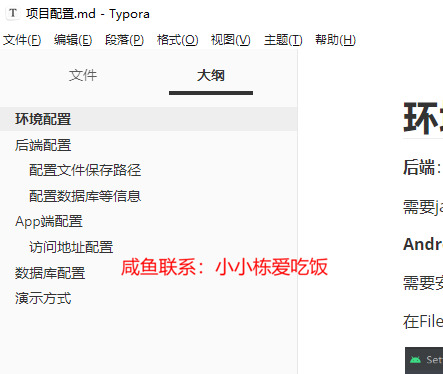 T 项目配置.md - Typora
文件(F) 编辑(E) 段落(P) 格式(O) 视图(V) 主题(T) 帮助(H)
文件 大纲
环境配置
后端配置
配置文件保存路径
配置数据库等信息
App端配置
访问地址配置
数据库配置
演示方式
咸鱼联系：小小栋爱吃饭
环
后端：
需要ja
Andr
需要安
在File
Set